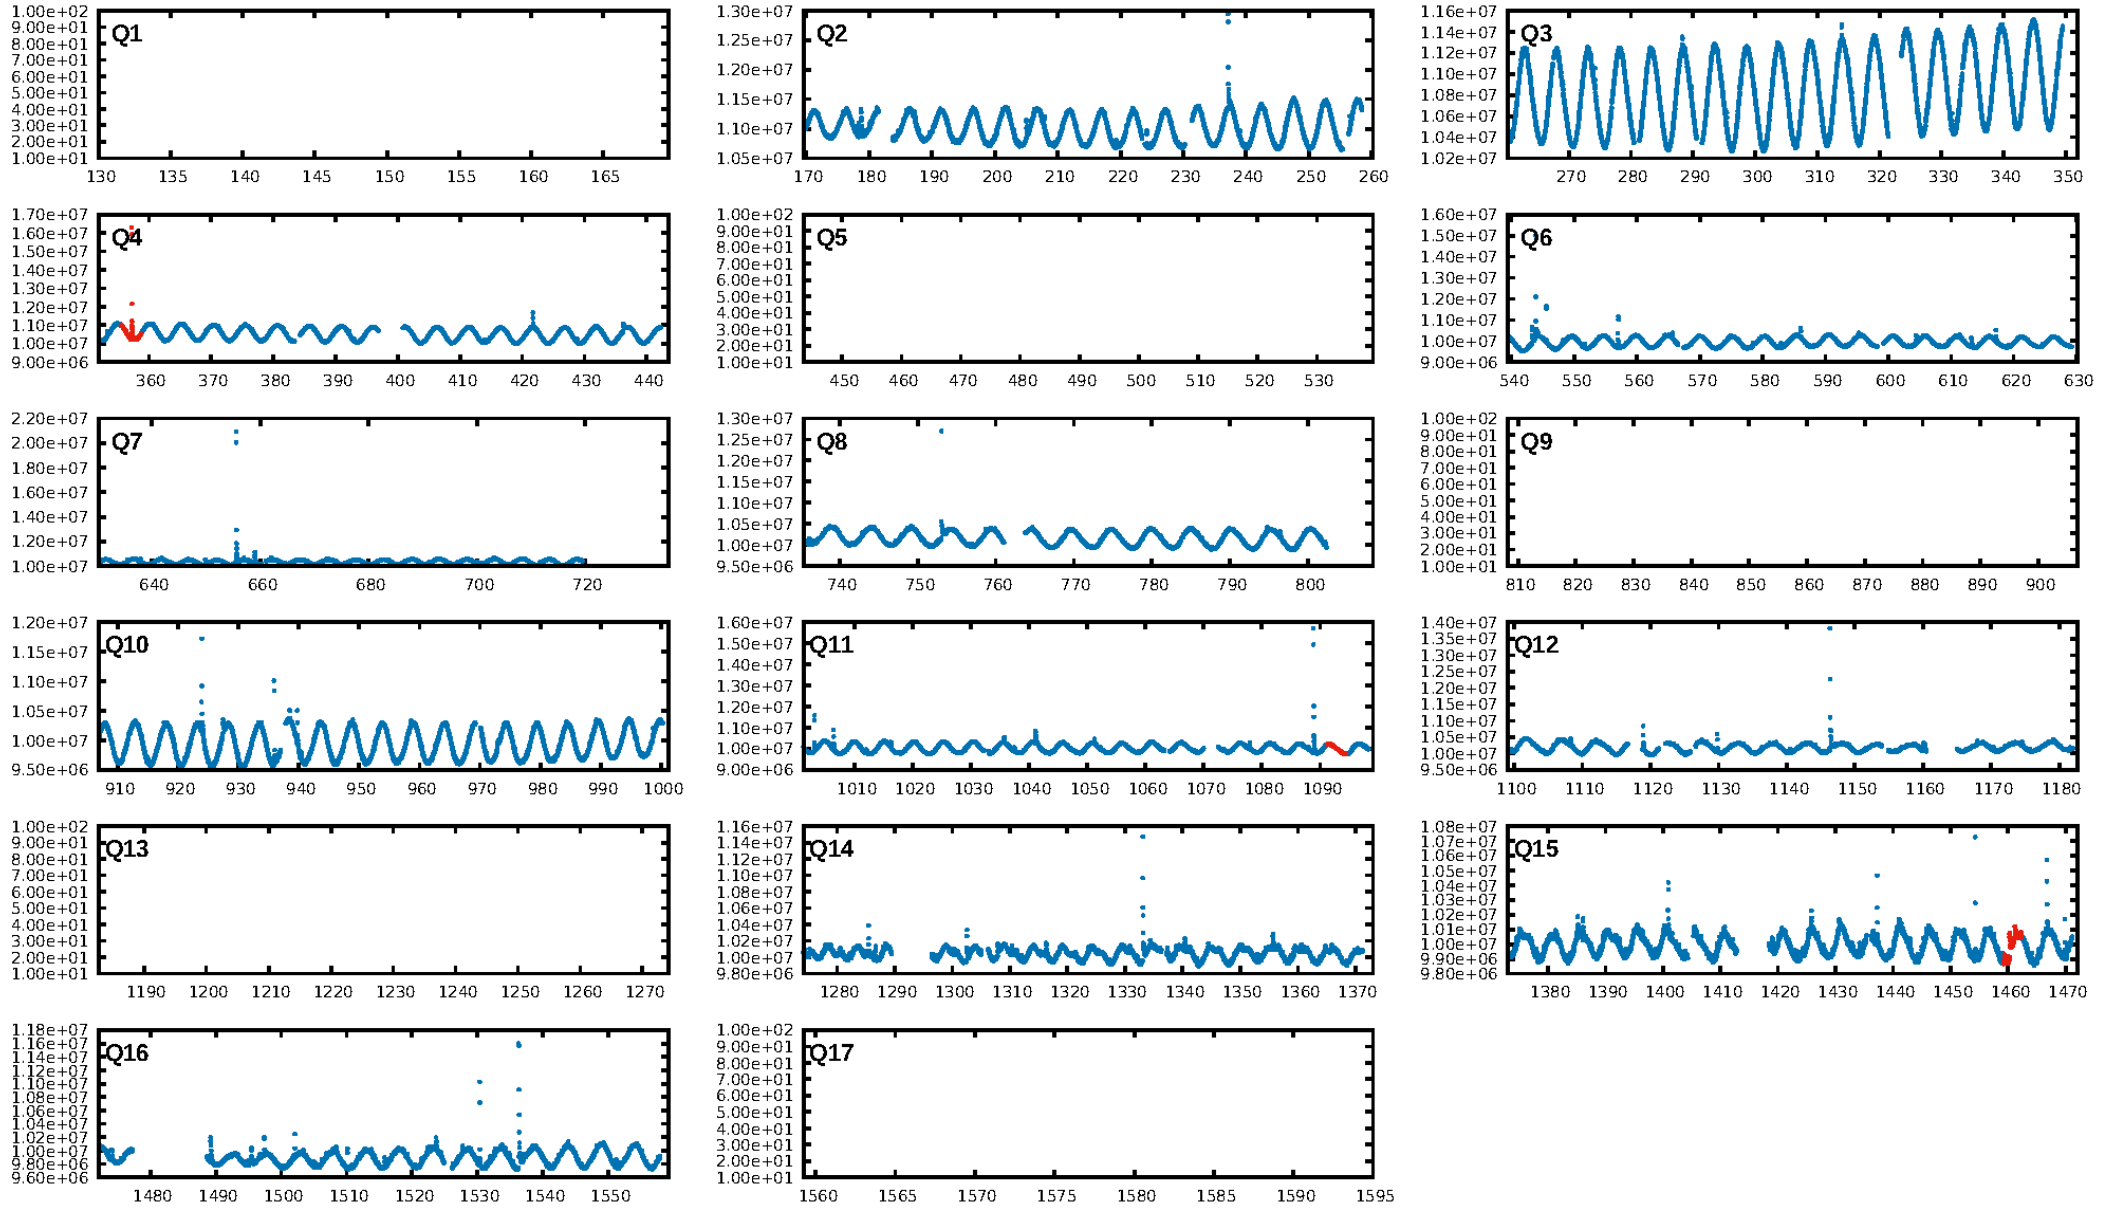 1.00e+02
9.00e+01
8.00e+01
7.00e+01
6.00e+01
5.00e+01
4.00e+01
3.00e+01
2.00e+01
1.00e+01
Q1
130 135 140 145 150 155 160 165
1.30e+07
1.25e+07
1.20e+07
1.15e+07
1.10e+07
1.05e+07
Q2
170 180 190 200 210 220 230 240 250 260
1.16e+07
1.14e+07
1.12e+07
1.10e+07
1.08e+07
1.06e+07
1.04e+07
1.02e+07
Q3
270 280 290 300 310 320 330 340 350
1.70e+07
1.60e+07
1.50e+07
1.40e+07
1.30e+07
1.20e+07
1.10e+07
1.00e+07
9.00e+06
Q4
360 370 380 390 400 410 420 430 440
1.00e+02
9.00e+01
8.00e+01
7.00e+01
6.00e+01
5.00e+01
4.00e+01
3.00e+01
2.00e+01
1.00e+01
Q5
450 460 470 480 490 500 510 520 530
1.60e+07
1.50e+07
1.40e+07
1.30e+07
1.20e+07
1.10e+07
1.00e+07
9.00e+06
Q6
540 550 560 570 580 590 600 610 620 630
2.20e+07
2.00e+07
1.80e+07
1.60e+07
1.40e+07
1.20e+07
1.00e+07
Q7
640 660 680 700 720
1.30e+07
1.25e+07
1.20e+07
1.15e+07
1.10e+07
1.05e+07
1.00e+07
9.50e+06
Q8
740 750 760 770 780 790 800
1.00e+02
9.00e+01
8.00e+01
7.00e+01
6.00e+01
5.00e+01
4.00e+01
3.00e+01
2.00e+01
1.00e+01
Q9
810 820 830 840 850 860 870 880 890 900
1.20e+07
1.15e+07
1.10e+07
1.05e+07
1.00e+07
9.50e+06
Q10
910 920 930 940 950 960 970 980 990 1000
1.60e+07
1.50e+07
1.40e+07
1.30e+07
1.20e+07
1.10e+07
1.00e+07
9.00e+06
Q11
1010 1020 1030 1040 1050 1060 1070 1080 1090
1.40e+07
1.35e+07
1.30e+07
1.25e+07
1.20e+07
1.15e+07
1.10e+07
1.05e+07
1.00e+07
9.50e+06
Q12
1100 1110 1120 1130 1140 1150 1160 1170 1180
1.00e+02
9.00e+01
8.00e+01
7.00e+01
6.00e+01
5.00e+01
4.00e+01
3.00e+01
2.00e+01
1.00e+01
Q13
1190 1200 1210 1220 1230 1240 1250 1260 1270
1.16e+07
1.14e+07
1.12e+07
1.10e+07
1.08e+07
1.06e+07
1.04e+07
1.02e+07
1.00e+07
9.80e+06
Q14
1280 1290 1300 1310 1320 1330 1340 1350 1360 1370
1.08e+07
1.07e+07
1.06e+07
1.05e+07
1.04e+07
1.03e+07
1.02e+07
1.01e+07
1.00e+07
9.90e+06
9.80e+06
Q15
1380 1390 1400 1410 1420 1430 1440 1450 1460 1470
1.18e+07
1.16e+07
1.14e+07
1.12e+07
1.10e+07
1.08e+07
1.06e+07
1.04e+07
1.02e+07
1.00e+07
9.80e+06
9.60e+06
Q16
1480 1490 1500 1510 1520 1530 1540 1550
1.00e+02
9.00e+01
8.00e+01
7.00e+01
6.00e+01
5.00e+01
4.00e+01
3.00e+01
2.00e+01
1.00e+01
Q17
1560 1565 1570 1575 1580 1585 1590 1595